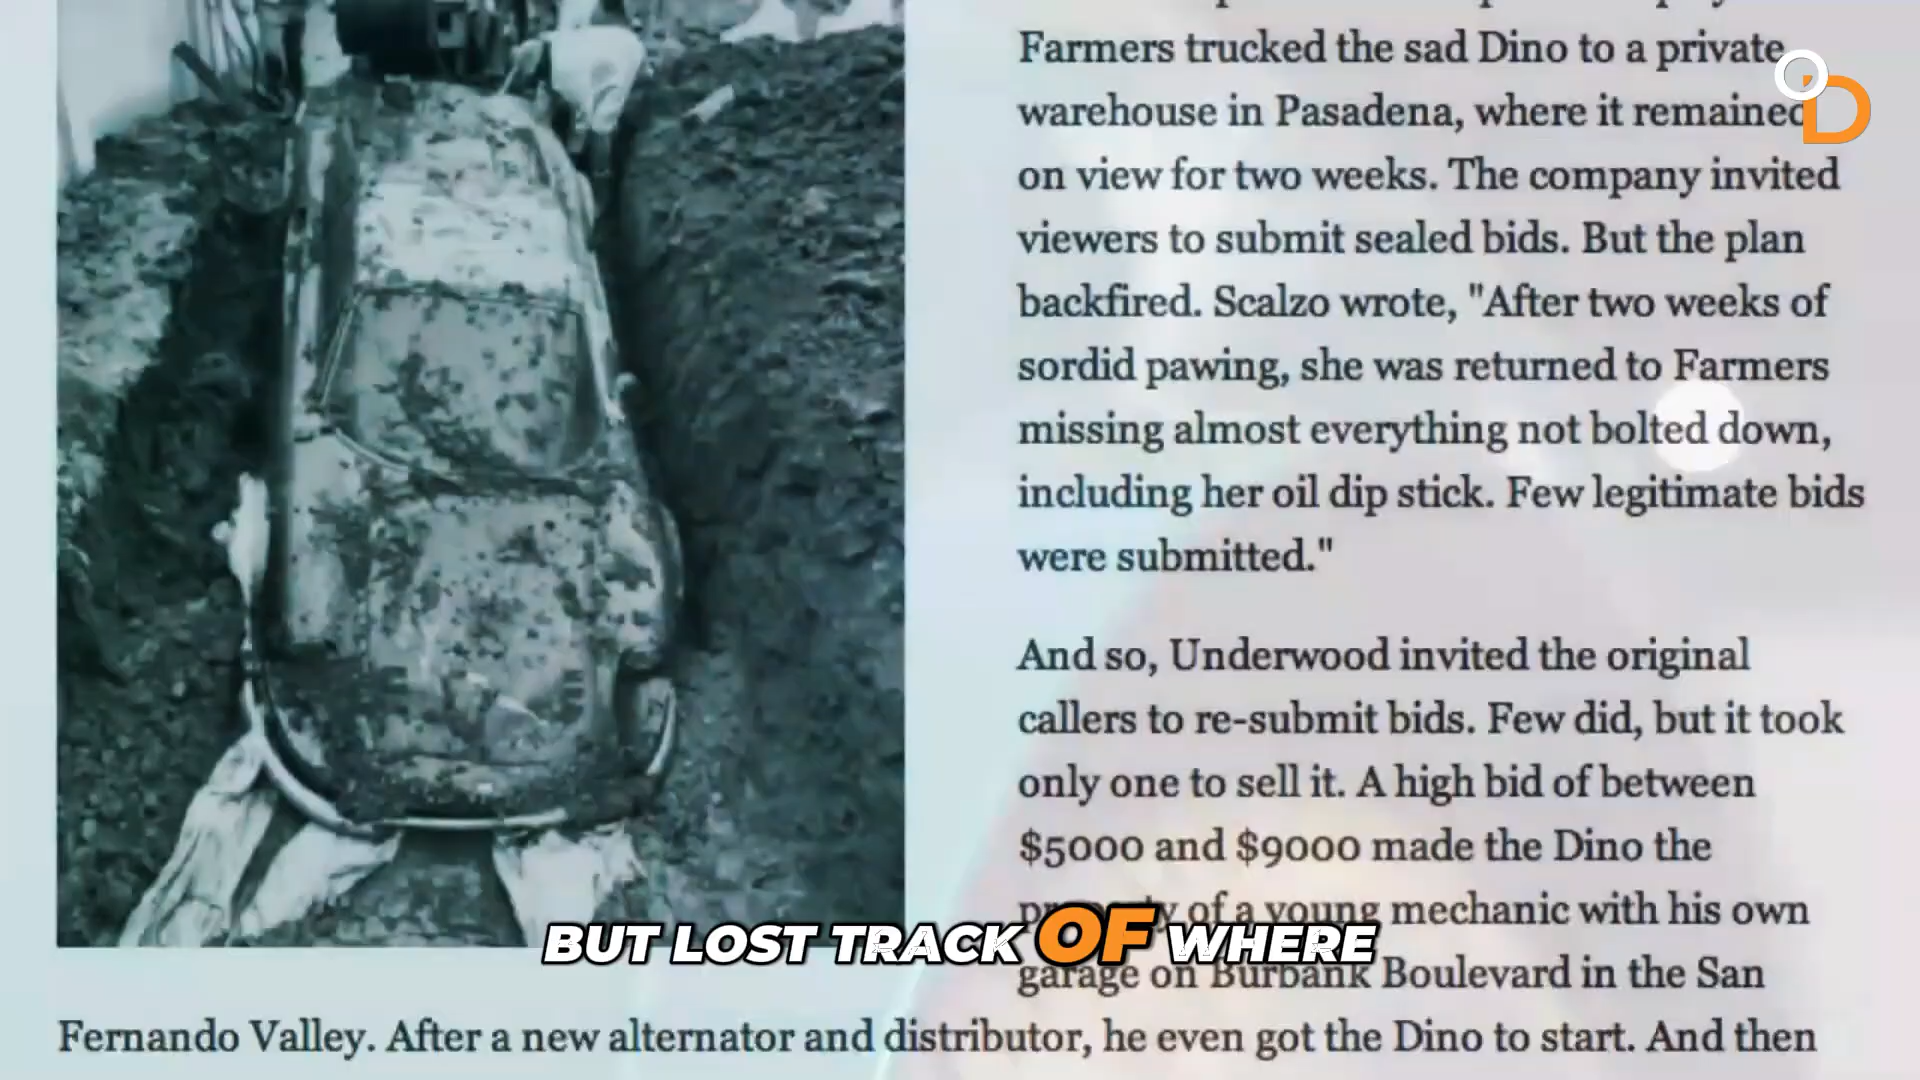 Farmers trucked the sad Dino to a private
warehouse in Pasadena, where it remained
on view for two weeks. The company invited
viewers to submit sealed bids. But the plan
backfired. Scalzo wrote, "After two weeks of
sordid pawing, she was returned to Farmers
missing almost everything not bolted down,
including her oil dip stick. Few legitimate bids
were submitted."
And so, Underwood invited the original
callers to re-submit bids. Few did, but it took
only one to sell it. A high bid of between
$5000 and $9000 made the Dino the
of a young mechanic with his own
garage on Burbank Boulevard in the San
Fernando Valley. After a new alternator and distributor, he even got the Dino to start. And then
BUT LOST TRACK OF WHERE
D